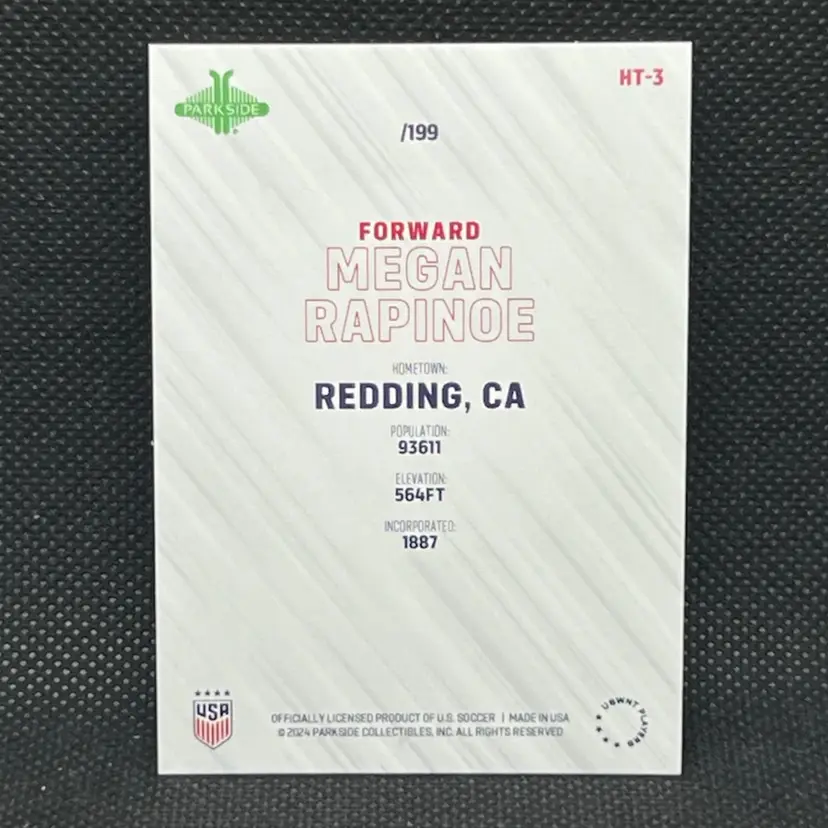 PARKSIDE
HT-3
/199
FORWARD
MEGAN
RAPINOE
HOMETOWN:
REDDING, CA
POPULATION:
93611
ELEVATION:
564FT
INCORPORATED:
1887
USA
OFFICIALLY LICENSED PRODUCT OF U.S. SOCCER | MADE IN USA
© 2024 PARKSIDE COLLECTIBLES, INC. ALL RIGHTS RESERVED
USWNT PLAYERS